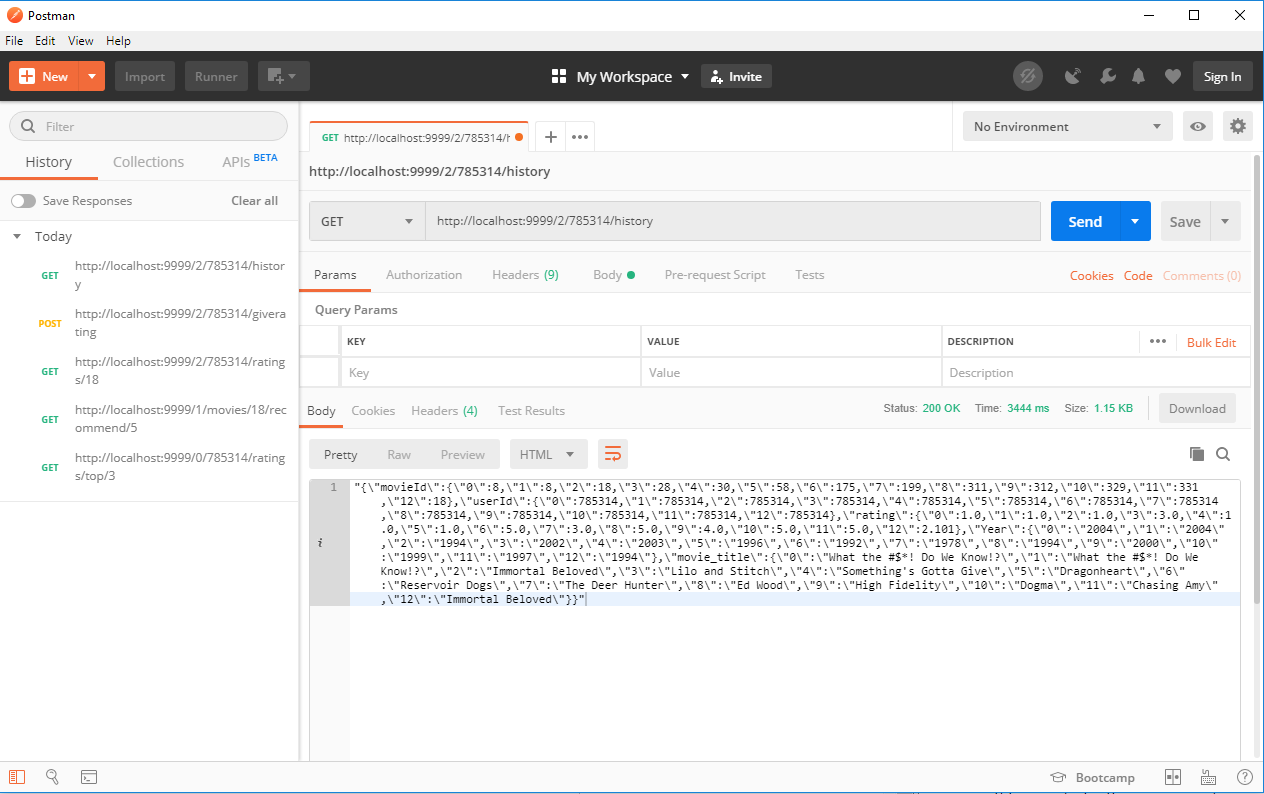 Postman
File Edit View Help
New Import Runner My Workspace Invite Sign In
Filter
History Collections APIs BETA
Save Responses Clear all
Today
GET http://localhost:9999/2/785314/histor
y
POST http://localhost:9999/2/785314/givera
ting
GET http://localhost:9999/2/785314/rating
s/18
GET http://localhost:9999/1/movies/18/rec
ommend/5
GET http://localhost:9999/0/785314/rating
s/top/3
GET http://localhost:9999/2/785314/h
No Environment
http://localhost:9999/2/785314/history
GET http://localhost:9999/2/785314/history Send Save
Params Authorization Headers (9) Body Pre-request Script Tests Cookies Code Comments (0)
Query Params
KEY VALUE DESCRIPTION ••• Bulk Edit
Key Value Description
Body Cookies Headers (4) Test Results Status: 200 OK Time: 3444 ms Size: 1.15 KB Download
Pretty Raw Preview HTML
1 "{\"movieId\":{\"0\":8,\"1\":8,\"2\":18,\"3\":28,\"4\":30,\"5\":58,\"6\":175,\"7\":199,\"8\":311,\"9\":312,\"10\":329,\"11\":331
,\"12\":18},\"userId\":{\"0\":785314,\"1\":785314,\"2\":785314,\"3\":785314,\"4\":785314,\"5\":785314,\"6\":785314,\"7\":785314
,\"8\":785314,\"9\":785314,\"10\":785314,\"11\":785314,\"12\":785314},\"rating\":{\"0\":1.0,\"1\":1.0,\"2\":1.0,\"3\":3.0,\"4\":1
.0,\"5\":1.0,\"6\":5.0,\"7\":3.0,\"8\":5.0,\"9\":4.0,\"10\":5.0,\"11\":5.0,\"12\":2.101},\"Year\":{\"0\":\"2004\",\"1\":\"2004\"
,\"2\":\"1994\",\"3\":\"2002\",\"4\":\"2003\",\"5\":\"1996\",\"6\":\"1992\",\"7\":\"1978\",\"8\":\"1994\",\"9\":\"2000\",\"10\"
:\"1999\",\"11\":\"1997\",\"12\":\"1994\"},\"movie_title\":{\"0\":\"What the #$*! Do We Know!?\",\"1\":\"What the #$*! Do We
Know!?\",\"2\":\"Immortal Beloved\",\"3\":\"Lilo and Stitch\",\"4\":\"Something's Gotta Give\",\"5\":\"Dragonheart\",\"6\"
:\"Reservoir Dogs\",\"7\":\"The Deer Hunter\",\"8\":\"Ed Wood\",\"9\":\"High Fidelity\",\"10\":\"Dogma\",\"11\":\"Chasing Amy\"
,\"12\":\"Immortal Beloved\"}}"
Bootcamp